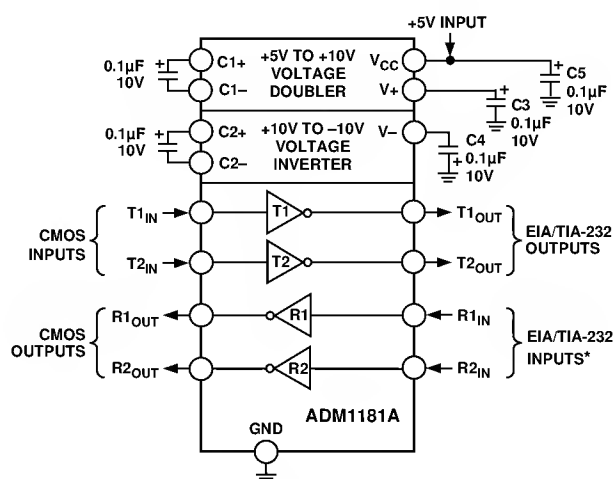 +5V INPUT
0.1µF
10V
+
C1+
C1–
+5V TO +10V
VOLTAGE
DOUBLER
VCC
V+
+
C5
0.1µF
10V
+
C3
0.1µF
10V
0.1µF
10V
+
C2+
C2–
+10V TO –10V
VOLTAGE
INVERTER
V–
C4
0.1µF
10V
+
CMOS
INPUTS
T1IN
T1
T1OUT
T2IN
T2
T2OUT
EIA/TIA-232
OUTPUTS
CMOS
OUTPUTS
R1OUT
R1
R1IN
R2OUT
R2
R2IN
EIA/TIA-232
INPUTS*
ADM1181A
GND